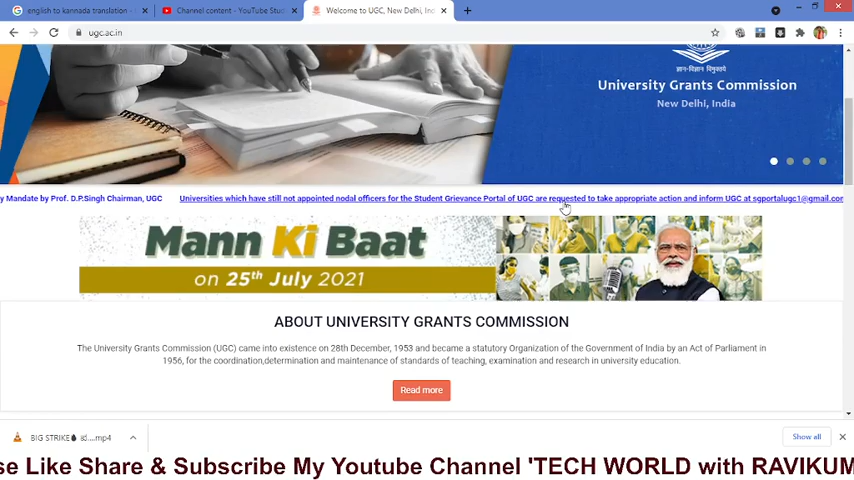 english to kannada translation -
Channel content - YouTube Stud
Welcome to UGC, New Delhi, Ind
ugc.ac.in
ज्ञान-विज्ञान विमुक्तये
University Grants Commission
New Delhi, India
y Mandate by Prof. D.P.Singh Chairman, UGC
Universities which have still not appointed nodal officers for the Student Grievance Portal of UGC are requested to take appropriate action and inform UGC at sgportalugc1@gmail.com
Mann Ki Baat
on 25th July 2021
ABOUT UNIVERSITY GRANTS COMMISSION
The University Grants Commission (UGC) came into existence on 28th December, 1953 and became a statutory Organization of the Government of India by an Act of Parliament in
1956, for the coordination,determination and maintenance of standards of teaching, examination and research in university education.
Read more
BIG STRIKE ....mp4
Show all
se Like Share & Subscribe My Youtube Channel 'TECH WORLD with RAVIKUM